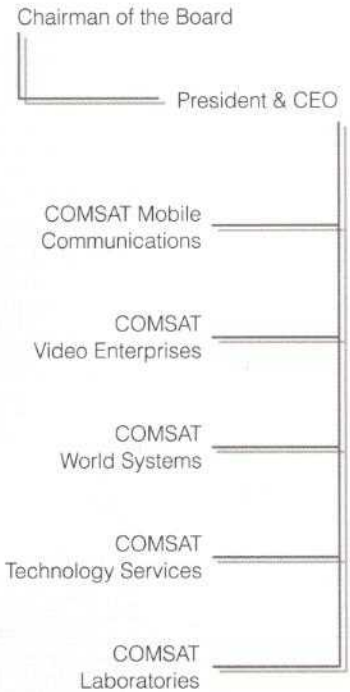 Chairman of the Board
President & CEO
COMSAT Mobile
Communications
COMSAT
Video Enterprises
COMSAT
World Systems
COMSAT
Technology Services
COMSAT
Laboratories